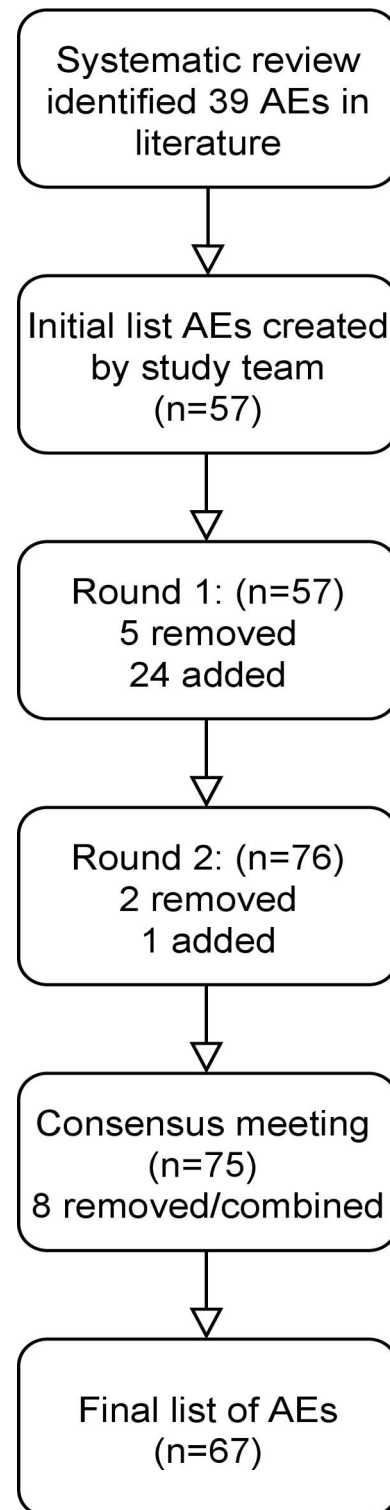 Systematic review
identified 39 AEs in
literature
Initial list AEs created
by study team
(n=57)
Round 1: (n=57)
5 removed
24 added
Round 2: (n=76)
2 removed
1 added
Consensus meeting
(n=75)
8 removed/combined
Final list of AEs
(n=67)